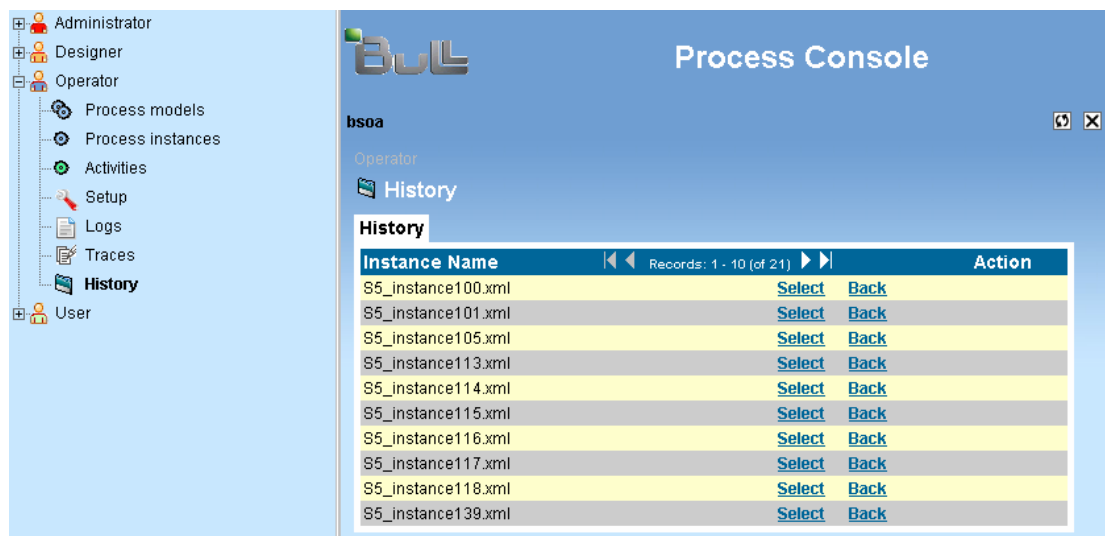 Administrator
Designer
Operator
Process models
Process instances
Activities
Setup
Logs
Traces
History
User
Bull
Process Console
bsoa
Operator
History
History
Instance Name Records: 1 - 10 (of 21) Action
S5_instance100.xml Select Back
S5_instance101.xml Select Back
S5_instance105.xml Select Back
S5_instance113.xml Select Back
S5_instance114.xml Select Back
S5_instance115.xml Select Back
S5_instance116.xml Select Back
S5_instance117.xml Select Back
S5_instance118.xml Select Back
S5_instance139.xml Select Back